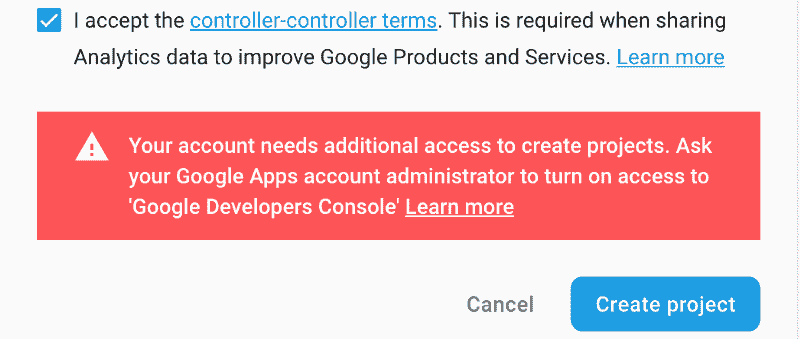 I accept the controller-controller terms. This is required when sharing
Analytics data to improve Google Products and Services. Learn more
Your account needs additional access to create projects. Ask
your Google Apps account administrator to turn on access to
'Google Developers Console' Learn more
Cancel Create project